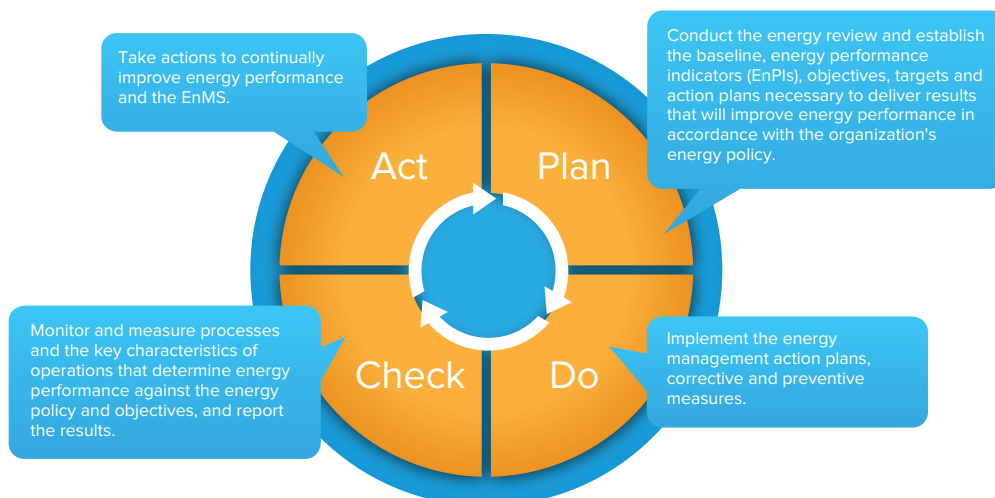 Take actions to continually
improve energy performance
and the EnMS.
Conduct the energy review and establish
the baseline, energy performance
indicators (EnPIs), objectives, targets and
action plans necessary to deliver results
that will improve energy performance in
accordance with the organization's
energy policy.
Act
Plan
Monitor and measure processes
and the key characteristics of
operations that determine energy
performance against the energy
policy and objectives, and report
the results.
Check
Do
Implement the energy
management action plans,
corrective and preventive
measures.